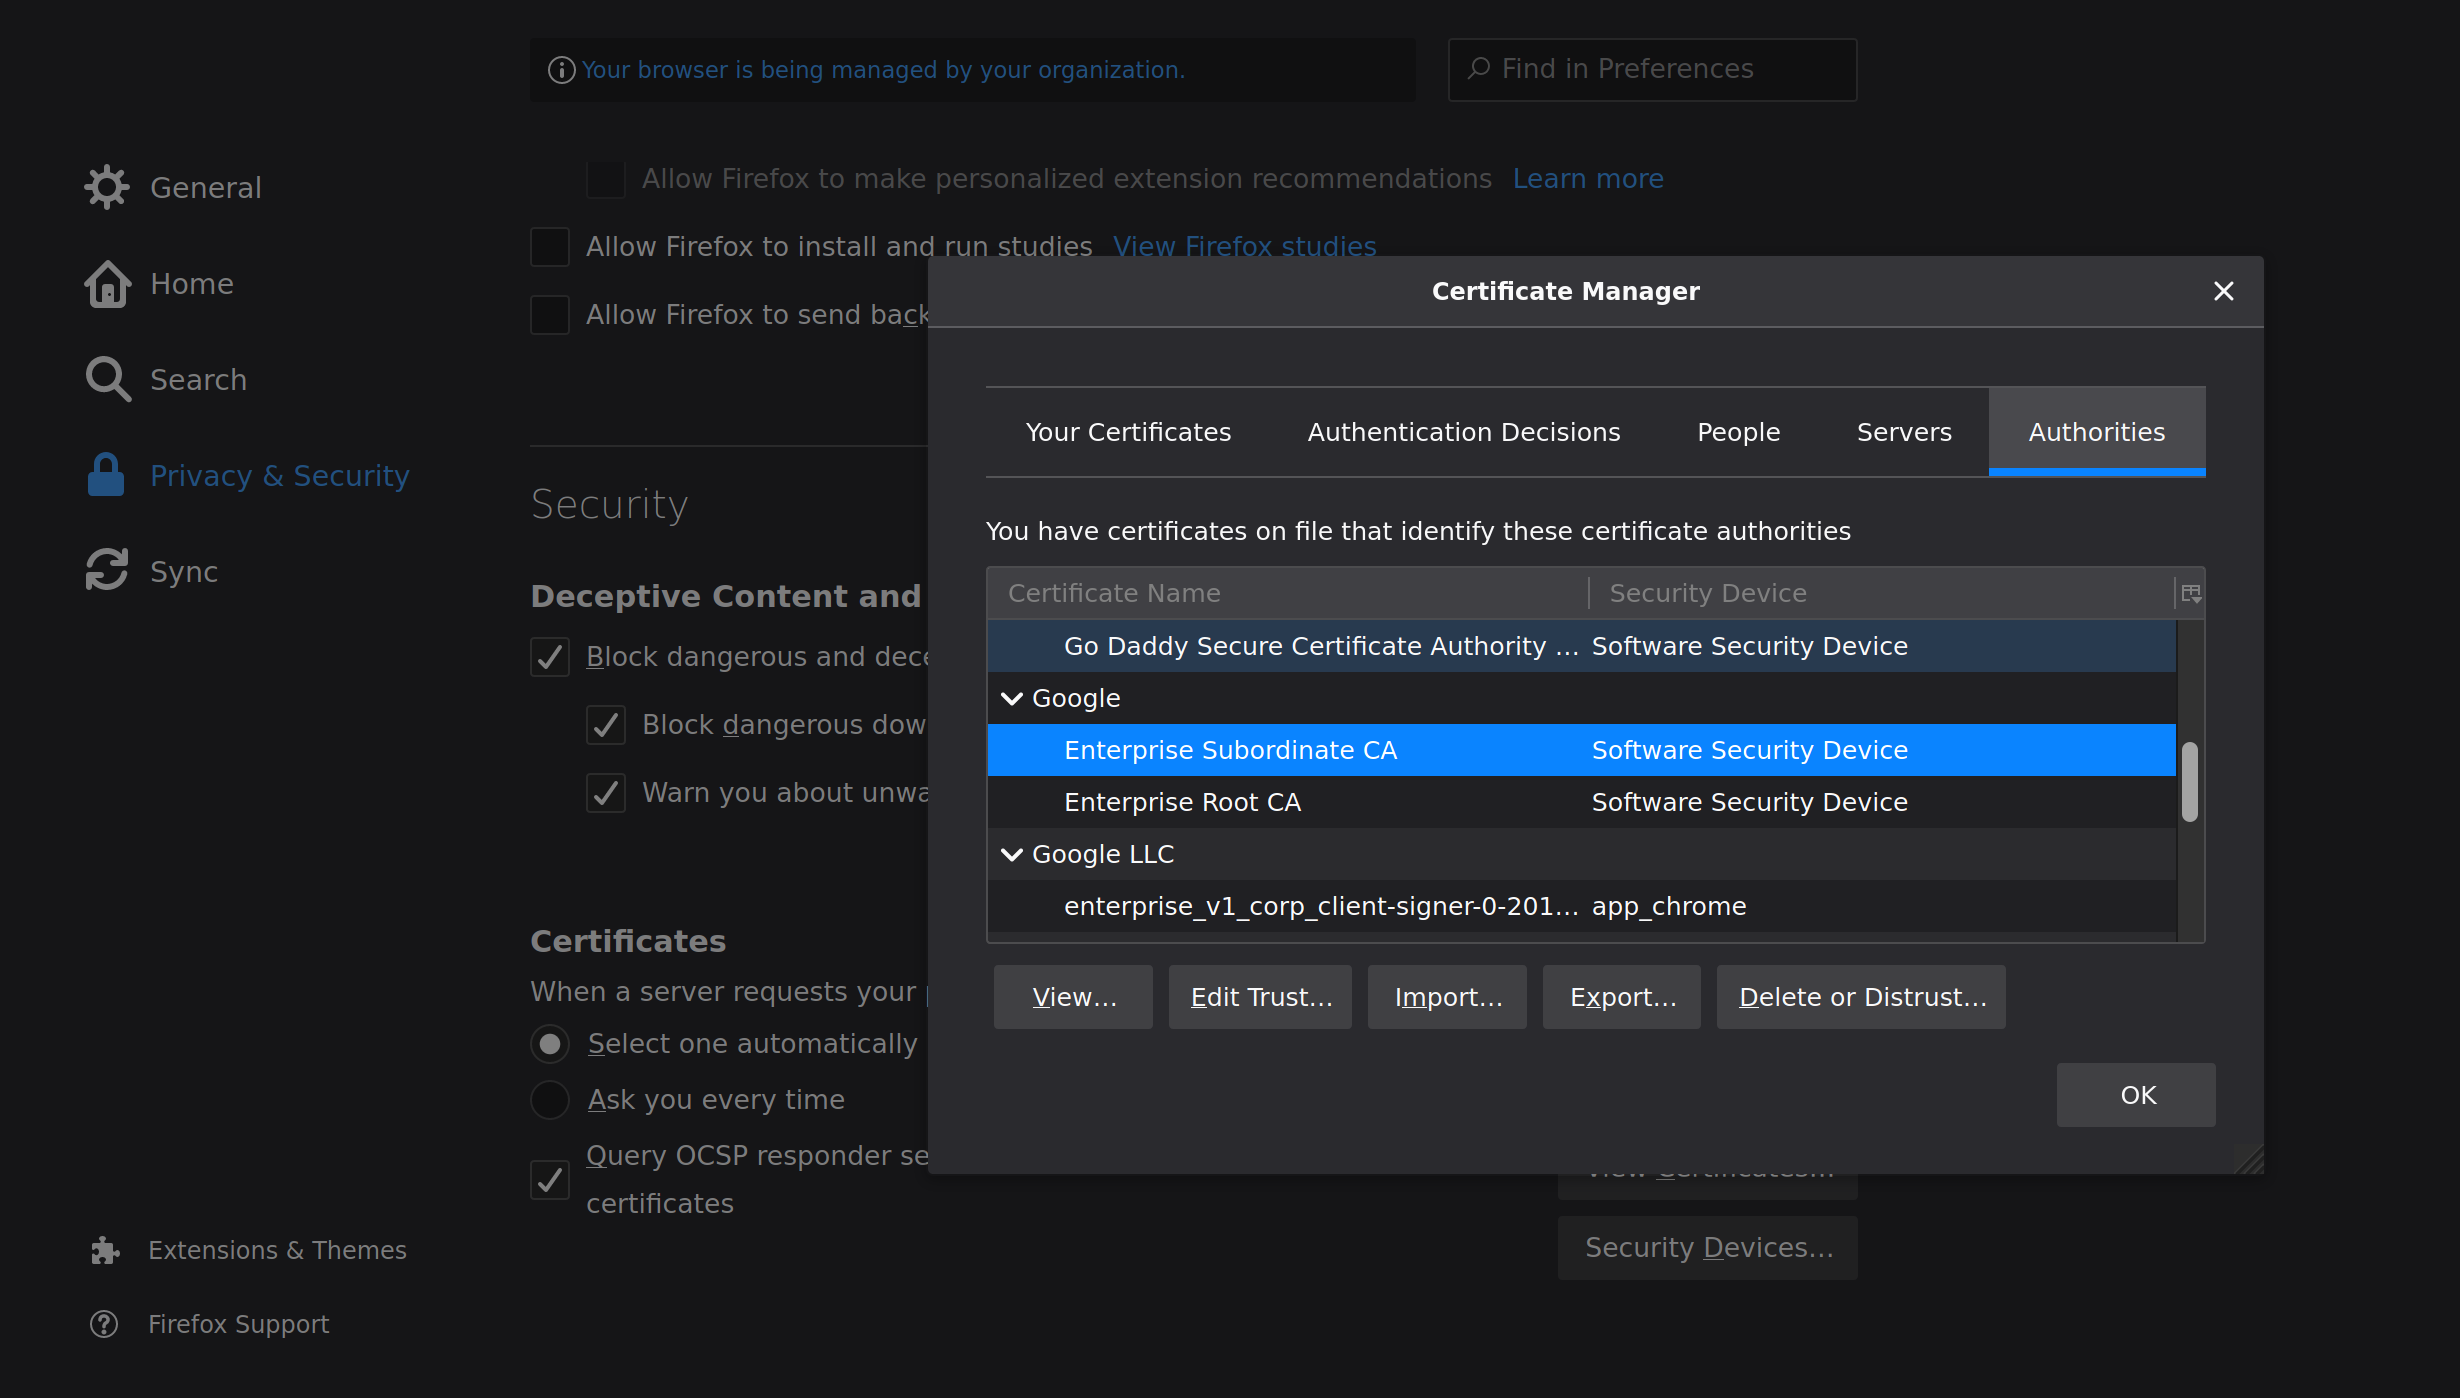 Your browser is being managed by your organization.
Find in Preferences
General
Home
Search
Privacy & Security
Sync
Extensions & Themes
Firefox Support
Allow Firefox to make personalized extension recommendations Learn more
Allow Firefox to install and run studies View Firefox studies
Allow Firefox to send back
Security
Deceptive Content and
Block dangerous and dece
Block dangerous dow
Warn you about unwa
Certificates
When a server requests your
Select one automatically
Ask you every time
Query OCSP responder se
certificates
View Certificates...
Security Devices...
Certificate Manager
Your Certificates
Authentication Decisions
People
Servers
Authorities
You have certificates on file that identify these certificate authorities
Certificate Name Security Device
Go Daddy Secure Certificate Authority ... Software Security Device
Google
Enterprise Subordinate CA Software Security Device
Enterprise Root CA Software Security Device
Google LLC
enterprise_v1_corp_client-signer-0-201... app_chrome
View...
Edit Trust...
Import...
Export...
Delete or Distrust...
OK